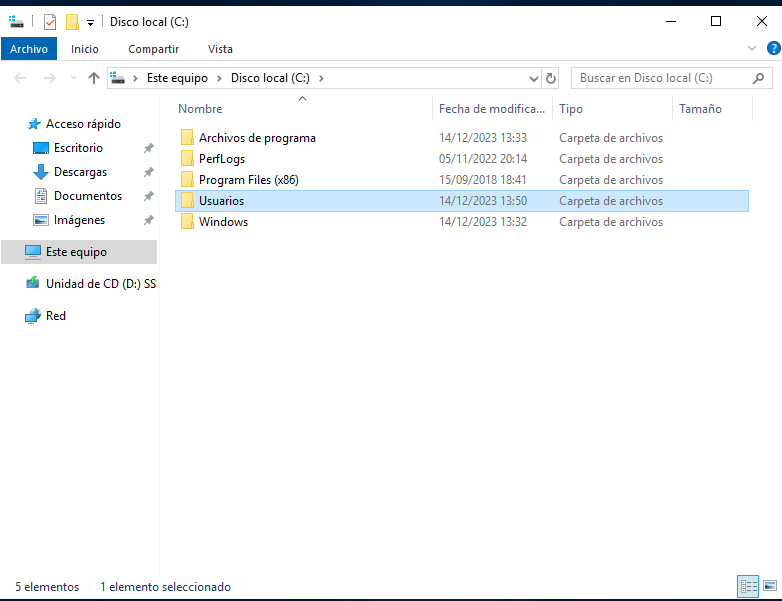 Disco local (C:)
Archivo Inicio Compartir Vista
Este equipo Disco local (C:) Buscar en Disco local (C:)
Nombre Fecha de modifica... Tipo Tamaño
Acceso rápido
Escritorio
Descargas
Documentos
Imágenes
Este equipo
Unidad de CD (D:) SS
Red
Archivos de programa 14/12/2023 13:33 Carpeta de archivos
PerfLogs 05/11/2022 20:14 Carpeta de archivos
Program Files (x86) 15/09/2018 18:41 Carpeta de archivos
Usuarios 14/12/2023 13:50 Carpeta de archivos
Windows 14/12/2023 13:32 Carpeta de archivos
5 elementos 1 elemento seleccionado